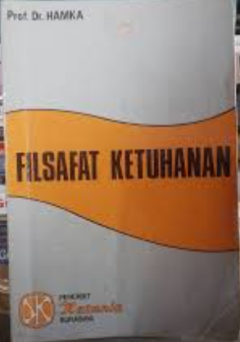 Prof. Dr. HAMKA
FILSAFAT KETUHANAN
PENERBIT
Karunia
SURABAYA